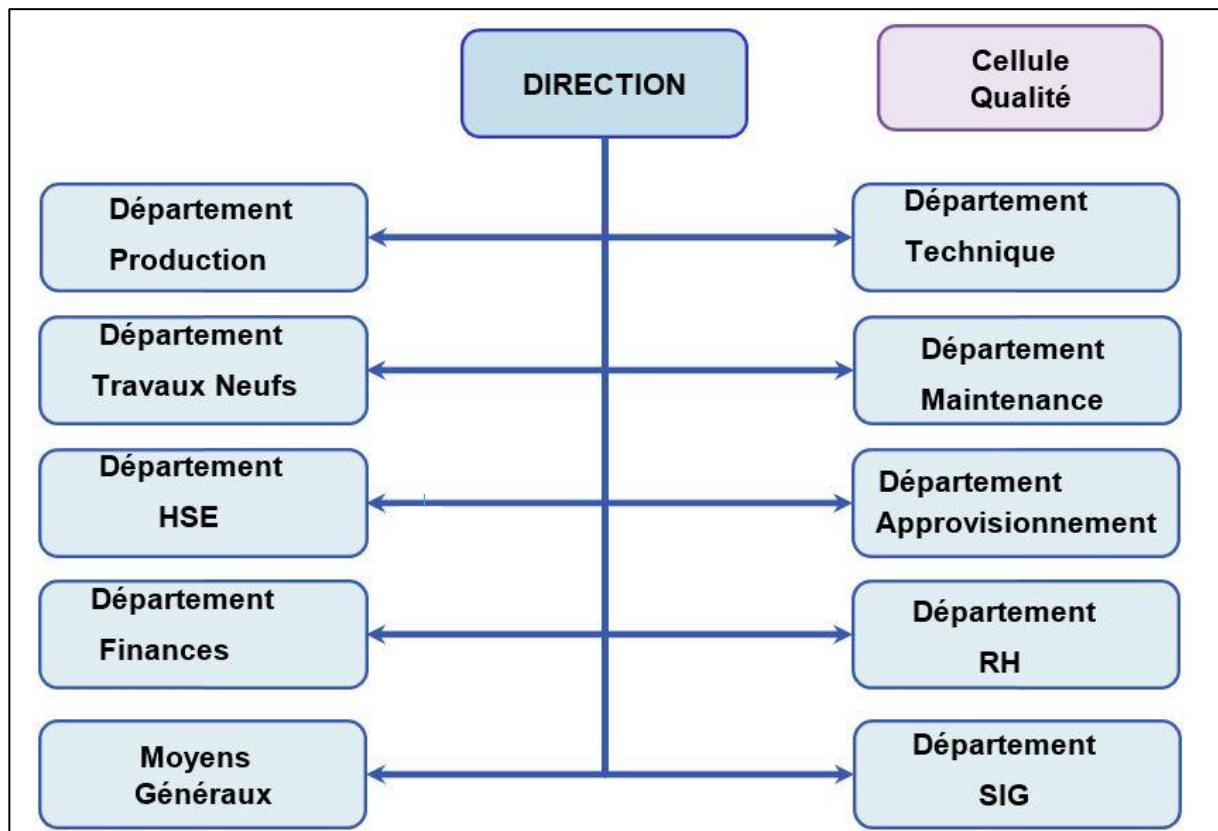 DIRECTION
Cellule
Qualité
Département
Production
Département
Technique
Département
Travaux Neufs
Département
Maintenance
Département
HSE
Département
Approvisionnement
Département
Finances
Département
RH
Moyens
Généraux
Département
SIG